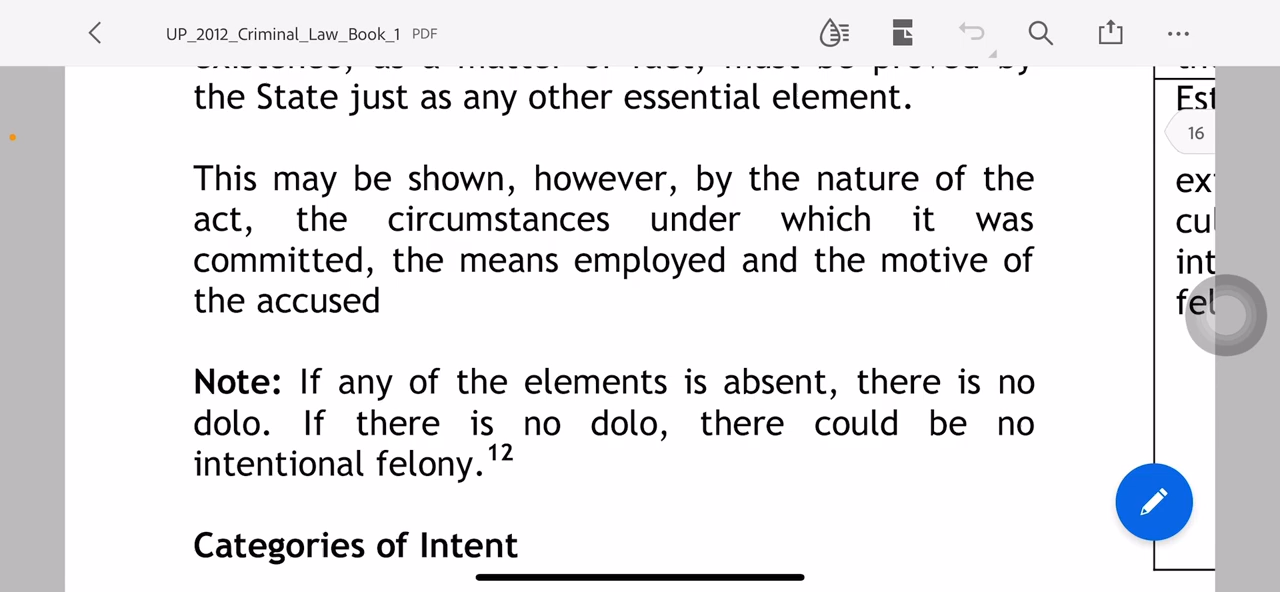 UP_2012_Criminal_Law_Book_1 PDF
the State just as any other essential element.
This may be shown, however, by the nature of the
act, the circumstances under which it was
committed, the means employed and the motive of
the accused
Note: If any of the elements is absent, there is no
dolo. If there is no dolo, there could be no
intentional felony.12
Categories of Intent
Est
16
ex
cul
int
fel